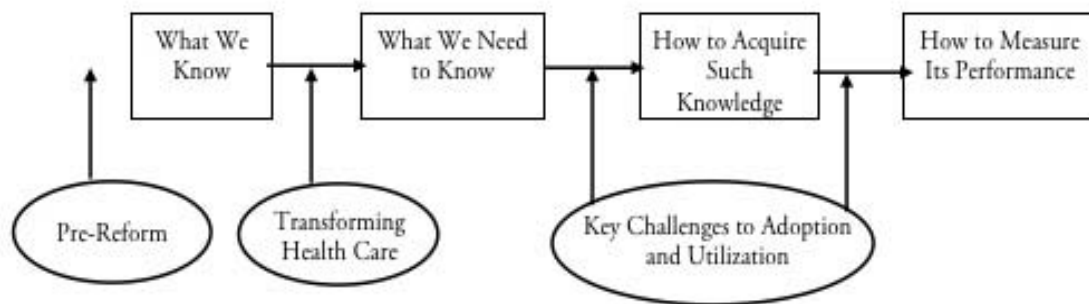 What We
Know
What We Need
to Know
How to Acquire
Such
Knowledge
How to Measure
Its Performance
Pre-Reform
Transforming
Health Care
Key Challenges to Adoption
and Utilization